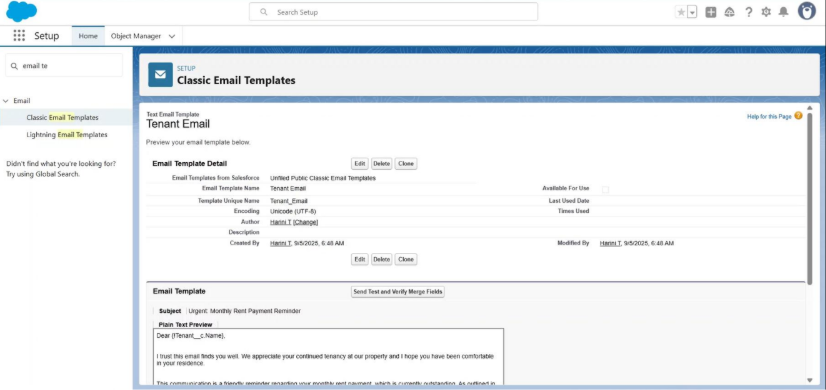 Search Setup
Setup
Home
Object Manager
email te
Email
Classic Email Templates
Lightning Email Templates
Didn't find what you're looking for?
Try using Global Search.
SETUP
Classic Email Templates
Text Email Template
Tenant Email
Help for this Page
Preview your email template below.
Email Template Detail
Edit Delete Clone
Email Templates from Salesforce Unfiled Public Classic Email Templates
Email Template Name Tenant Email Available For Use
Template Unique Name Tenant_Email Last Used Date
Encoding Unicode (UTF-8) Times Used
Author Harini T [Change]
Description
Created By Harini T, 9/5/2025, 6:48 AM Modified By Harini T, 9/5/2025, 6:48 AM
Edit Delete Clone
Email Template Send Test and Verify Merge Fields
Subject Urgent: Monthly Rent Payment Reminder
Plain Text Preview
Dear {!Tenant__c.Name},
I trust this email finds you well. We appreciate your continued tenancy at our property and I hope you have been comfortable
in your residence.
This communication is a friendly reminder regarding your monthly rent payment, which is currently outstanding. As outlined in